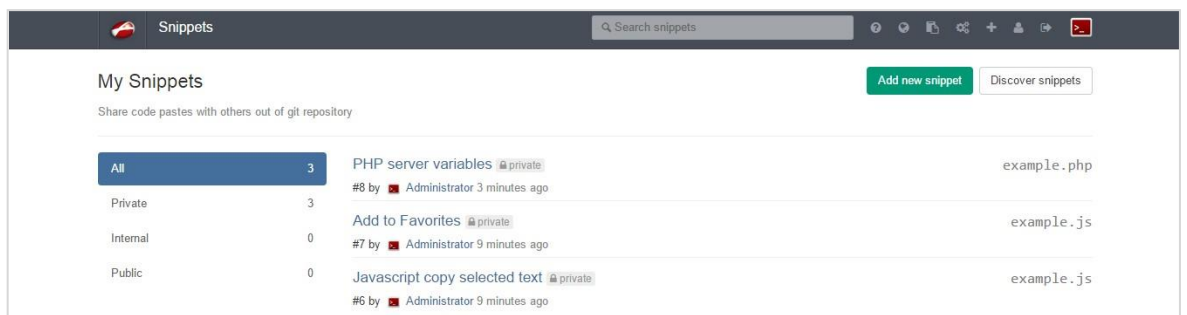 Snippets
Search snippets
My Snippets
Add new snippet
Discover snippets
Share code pastes with others out of git repository
All 3
Private 3
Internal 0
Public 0
PHP server variables private
example.php
#8 by Administrator 3 minutes ago
Add to Favorites private
example.js
#7 by Administrator 9 minutes ago
Javascript copy selected text private
example.js
#6 by Administrator 9 minutes ago